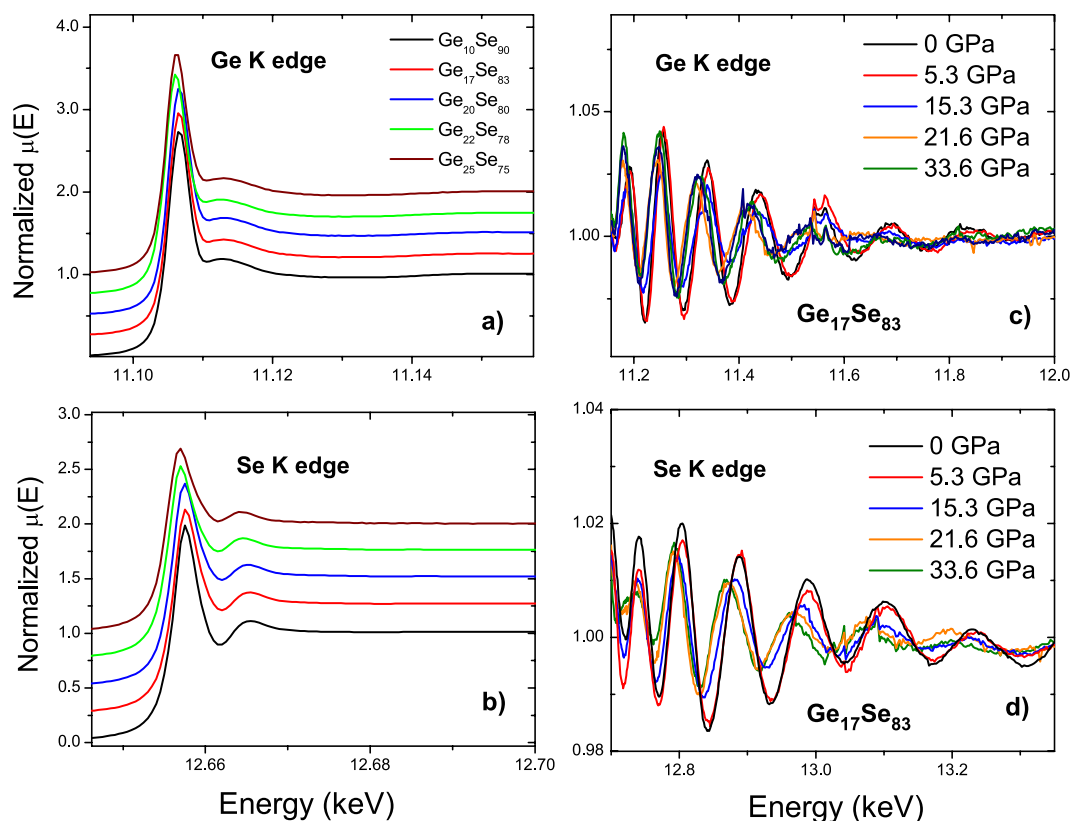 a)
Ge K edge
Ge10Se90
Ge17Se83
Ge20Se80
Ge22Se78
Ge25Se75
4.0
3.0
2.0
1.0
Normalized μ(E)
11.10
11.12
11.14
c)
Ge K edge
0 GPa
5.3 GPa
15.3 GPa
21.6 GPa
33.6 GPa
1.05
1.00
Ge17Se83
11.2
11.4
11.6
11.8
12.0
b)
Se K edge
3.0
2.5
2.0
1.5
1.0
0.5
0.0
Normalized μ(E)
12.66
12.68
12.70
Energy (keV)
d)
Se K edge
0 GPa
5.3 GPa
15.3 GPa
21.6 GPa
33.6 GPa
1.04
1.02
1.00
0.98
Ge17Se83
12.8
13.0
13.2
Energy (keV)